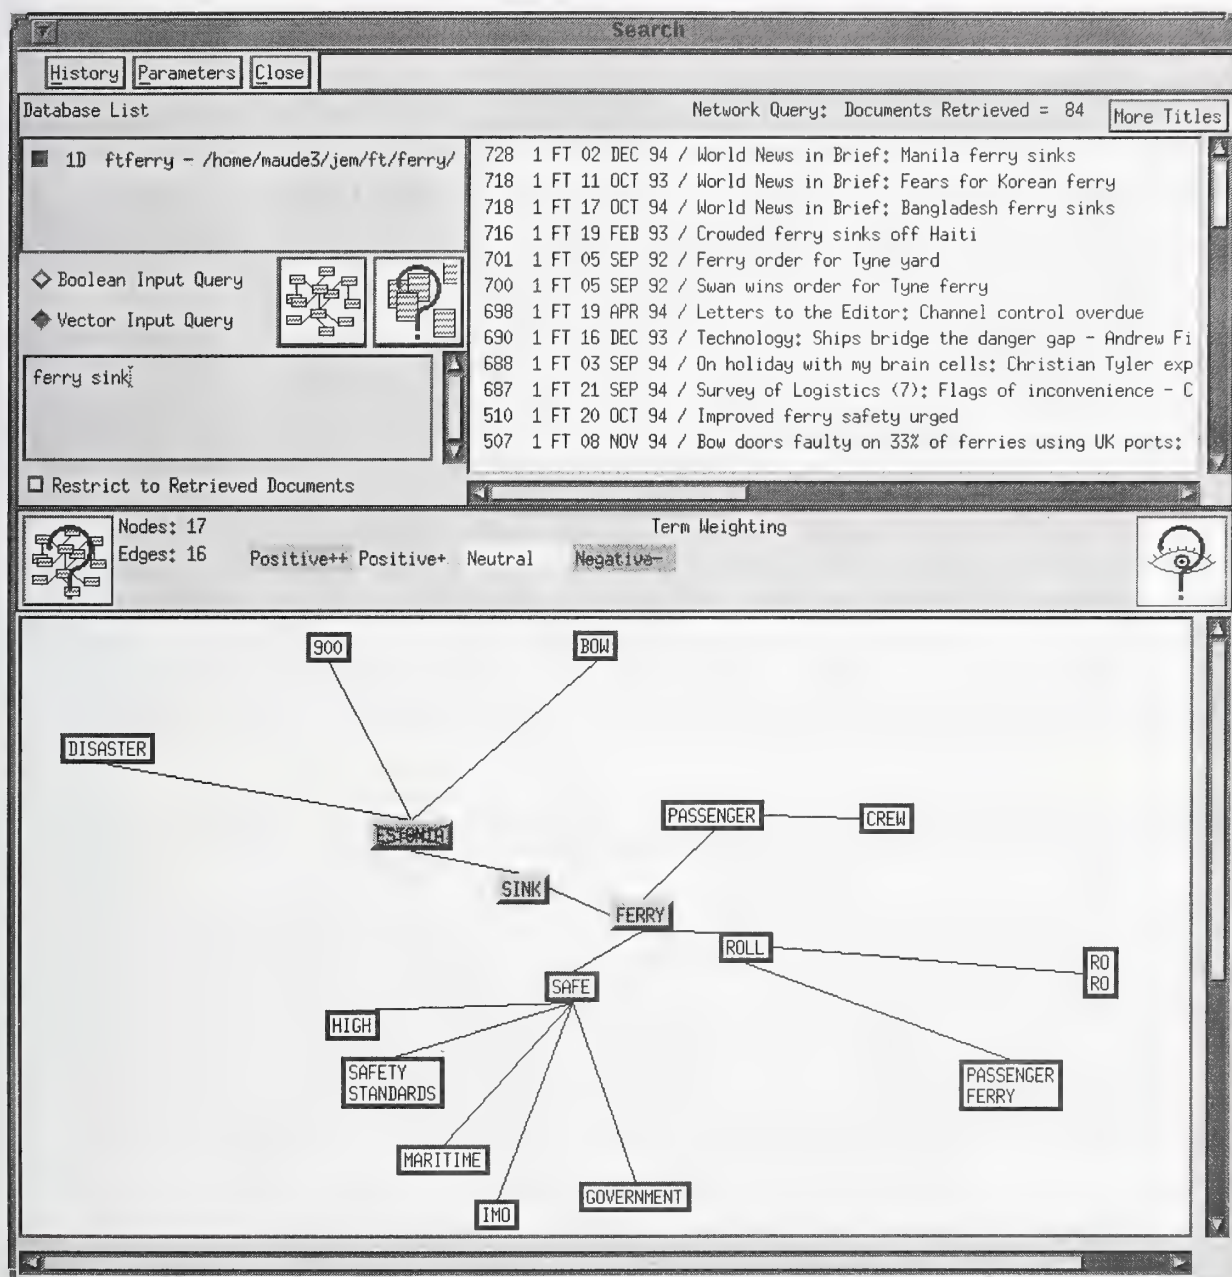 Search
History Parameters Close
Database List
Network Query: Documents Retrieved = 84 More Titles
1D ftferry - /home/maude3/jem/ft/ferry/
728 1 FT 02 DEC 94 / World News in Brief: Manila ferry sinks
718 1 FT 11 OCT 93 / World News in Brief: Fears for Korean ferry
718 1 FT 17 OCT 94 / World News in Brief: Bangladesh ferry sinks
716 1 FT 19 FEB 93 / Crowded ferry sinks off Haiti
701 1 FT 05 SEP 92 / Ferry order for Tyne yard
700 1 FT 05 SEP 92 / Swan wins order for Tyne ferry
698 1 FT 19 APR 94 / Letters to the Editor: Channel control overdue
690 1 FT 16 DEC 93 / Technology: Ships bridge the danger gap - Andrew Fi
688 1 FT 03 SEP 94 / On holiday with my brain cells: Christian Tyler exp
687 1 FT 21 SEP 94 / Survey of Logistics (7): Flags of inconvenience - C
510 1 FT 20 OCT 94 / Improved ferry safety urged
507 1 FT 08 NOV 94 / Bow doors faulty on 33% of ferries using UK ports:
Boolean Input Query
Vector Input Query
ferry sink
Restrict to Retrieved Documents
Nodes: 17
Edges: 16
Term Weighting
Positive++ Positive+ Neutral Negative-
900
BOW
DISASTER
ESTONIA
PASSENGER
CREW
SINK
FERRY
ROLL
RO
RO
SAFE
HIGH
SAFETY
STANDARDS
PASSENGER
FERRY
MARITIME
GOVERNMENT
IMO